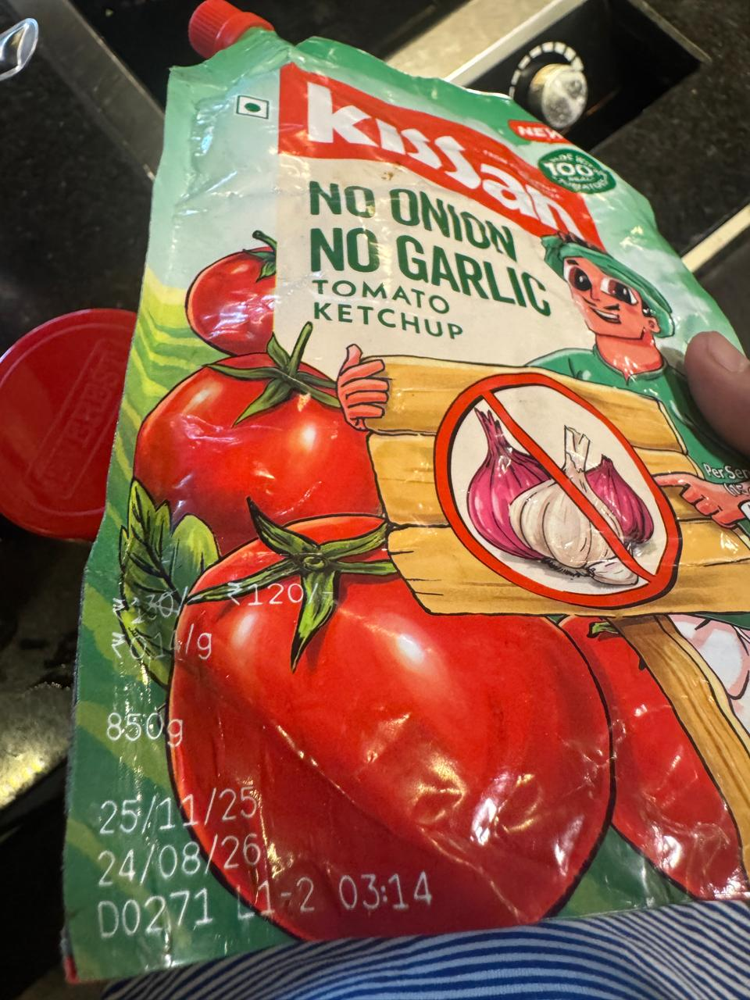 kissan
NEW
100%
NO ONION
NO GARLIC
TOMATO
KETCHUP
Per
₹120/-
850g
25/11/25
24/08/26
D0271 L1-2 03:14